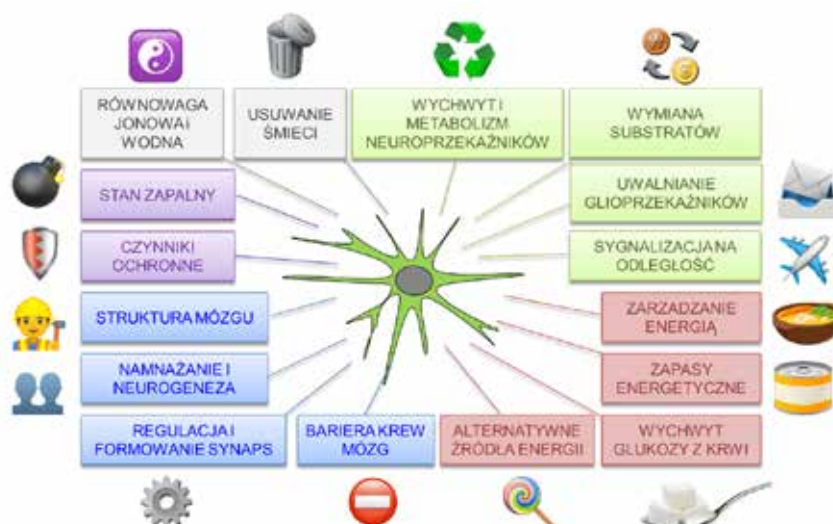 RÓWNOWAGA
JONOWA I
WODNA
USUWANIE
ŚMIECI
WYCHWYT I
METABOLIZM
NEUROPRZEKAŹNIKÓW
WYMIANA
SUBSTRATÓW
STAN ZAPALNY
UWALNIANIE
GLIOPRZEKAŹNIKÓW
CZYNNIKI
OCHRONNE
SYGNALIZACJA NA
ODLEGŁOŚĆ
STRUKTURA MÓZGU
ZARZADZANIE
ENERGIĄ
NAMNAŻANIE I
NEUROGENEZA
ZAPASY
ENERGETYCZNE
REGULACJA I
FORMOWANIE SYNAPS
BARIERA KREW
MÓZG
ALTERNATYWNE
ŹRÓDŁA ENERGII
WYCHWYT
GLUKOZY Z KRWI